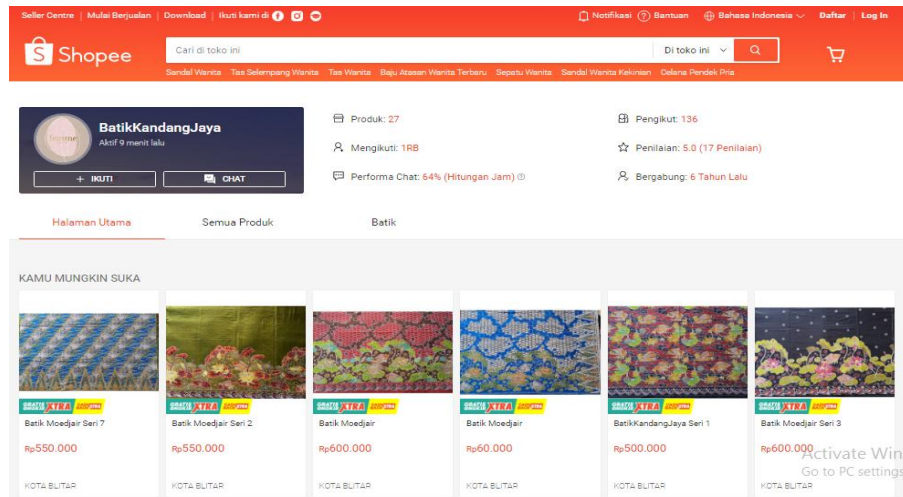 Seller Centre | Mulai Berjualan | Download | Ikuti kami di
Notifikasi Bantuan Bahasa Indonesia Daftar | Log In
Shopee
Cari di toko ini
Di toko ini
Sandal Wanita Tas Selempang Wanita Tas Wanita Baju Atasan Wanita Terbaru Sepatu Wanita Sandal Wanita Kekinian Celana Pendek Pria
BatikKandangJaya
Aktif 9 menit lalu
+ IKUTI
CHAT
Produk: 27
Pengikut: 136
Mengikuti: 1RB
Penilaian: 5.0 (17 Penilaian)
Performa Chat: 64% (Hitungan Jam)
Bergabung: 6 Tahun Lalu
Halaman Utama Semua Produk Batik
KAMU MUNGKIN SUKA
XTRA XTRA XTRA XTRA XTRA XTRA
Batik Moedjair Seri 7 Batik Moedjair Seri 2 Batik Moedjair Batik Moedjair BatikKandangJaya Seri 1 Batik Moedjair Seri 3
Rp550.000 Rp550.000 Rp600.000 Rp60.000 Rp500.000 Rp600.000
Activate Win
Go to PC settings
KOTA BLITAR KOTA BLITAR KOTA BLITAR KOTA BLITAR KOTA BLITAR KOTA BLITAR